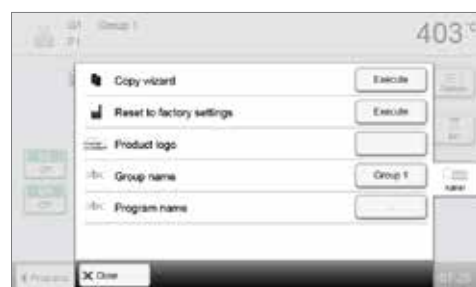 Group 1
403 °C
Copy wizard
Execute
Reset to factory settings
Execute
Product logo
Group name
Group 1
Program name
Close